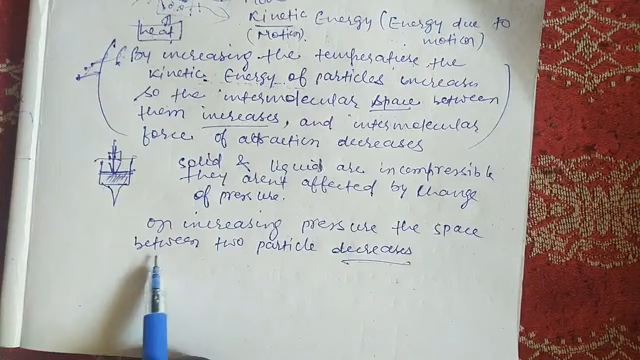 Kinetic Energy (Energy due to
heat
(Motion). motion)
By increasing the temperature the
Kinetic Energy of particles increases
so the intermolecular space between
them increases, and intermolecular
force of attraction decreases
solid & liquid are incompressible
they aren't affected by change
of pressure.
on increasing pressure the space
between two particle decreases